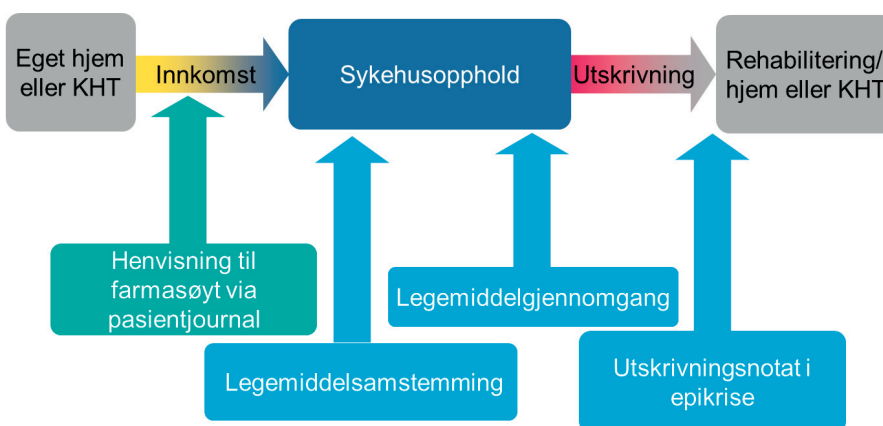 Eget hjem
eller KHT
Innkomst
Sykehusopphold
Utskrivning
Rehabilitering/
hjem eller KHT
Henvisning til
farmasøyt via
pasientjournal
Legemiddelsamstemming
Legemiddelgjennomgang
Utskrivningsnotat i
epikrise